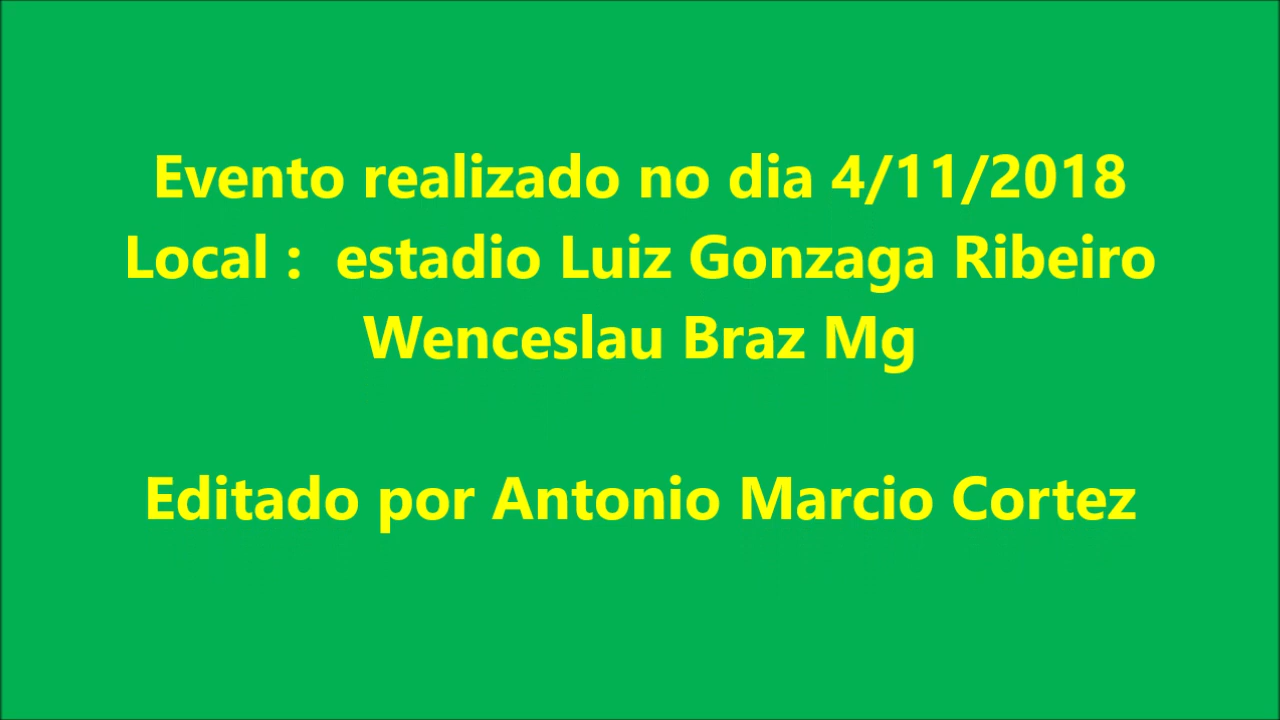 Evento realizado no dia 4/11/2018
Local :  estadio Luiz Gonzaga Ribeiro
Wenceslau Braz Mg
Editado por Antonio Marcio Cortez